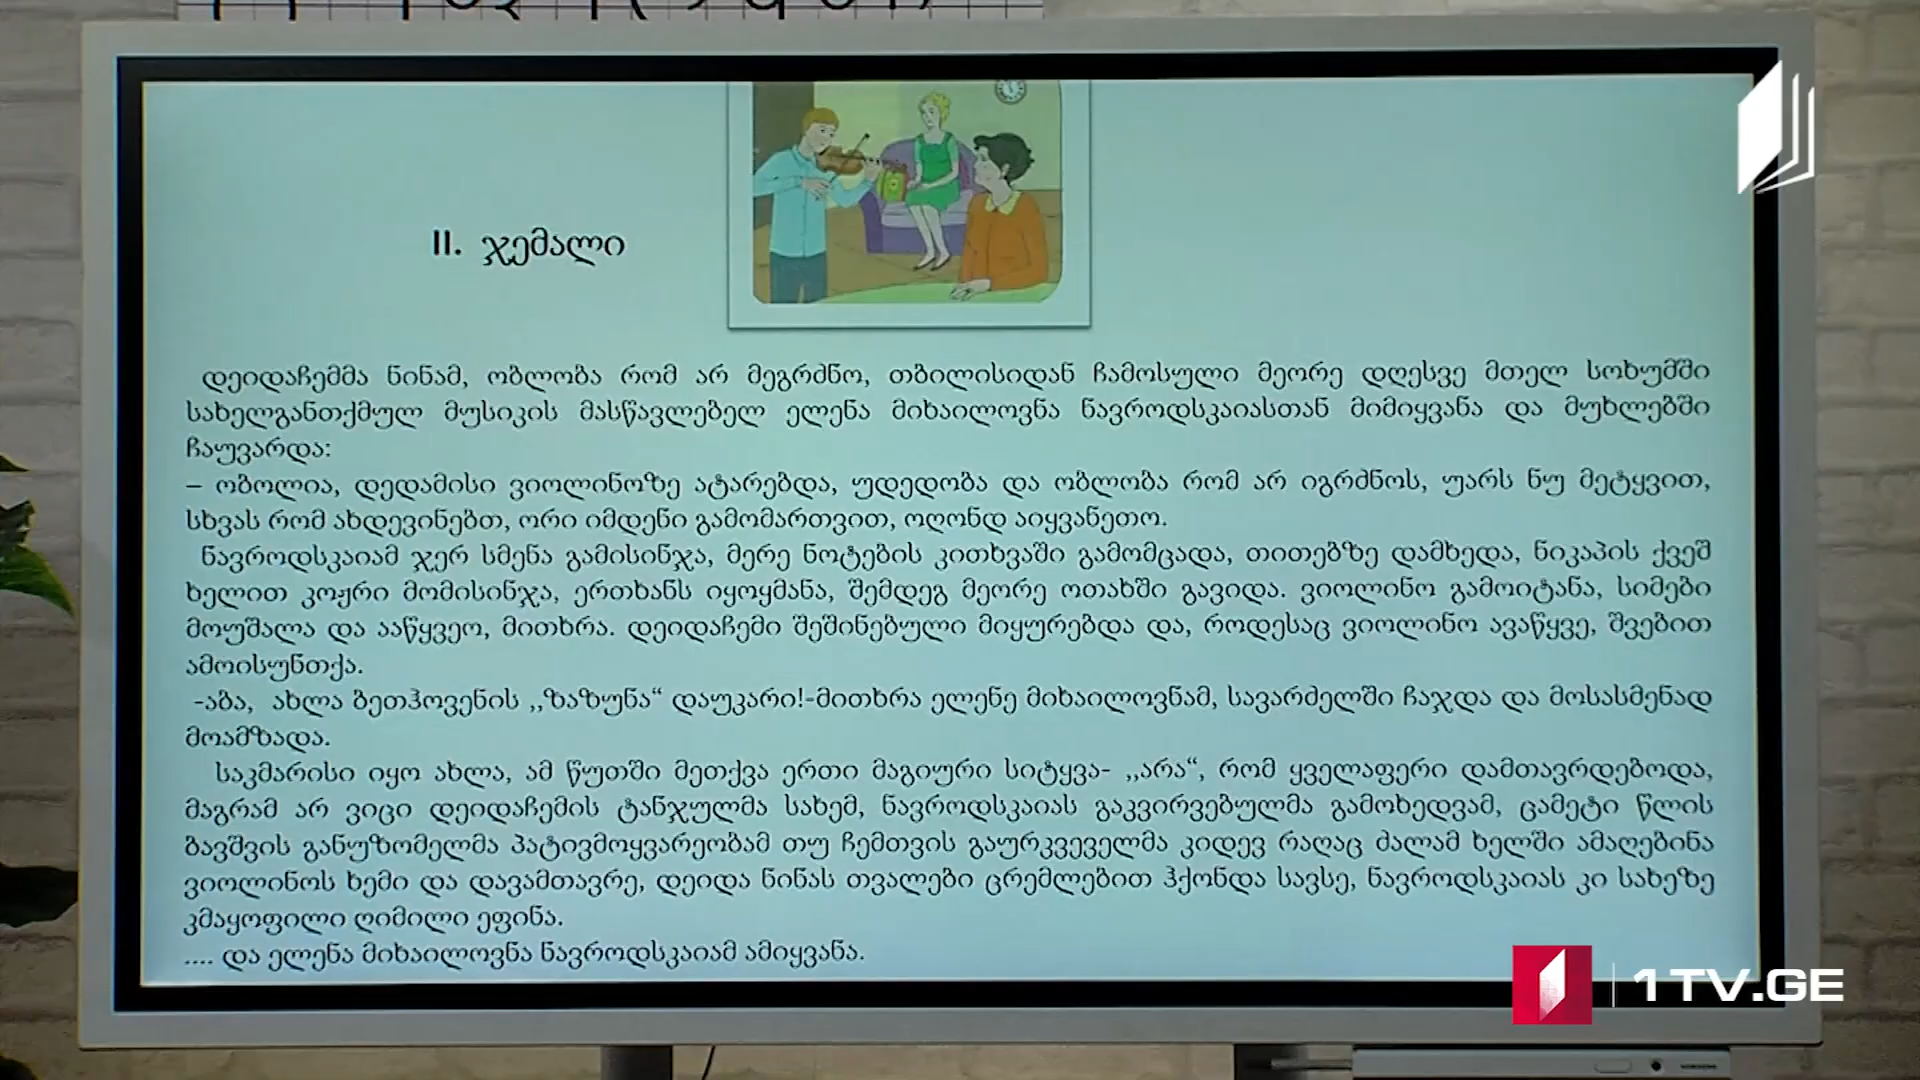 II. ჯემალი
დეიდაჩემმა ნინამ, ობლობა რომ არ მეგრძნო, თბილისიდან ჩამოსული მეორე დღესვე მთელ სოხუმში
სახელგანთქმულ მუსიკის მასწავლებელ ელენა მიხაილოვნა ნავროდსკაიასთან მიმიყვანა და მუხლებში
ჩაუვარდა:
– ობოლია, დედამისი ვიოლინოზე ატარებდა, უდედობა და ობლობა რომ არ იგრძნოს, უარს ნუ მეტყვით,
სხვას რომ ახდევინებთ, ორი იმდენი გამომართვით, ოღონდ აიყვანეთო.
ნავროდსკაიამ ჯერ სმენა გამისინჯა, მერე ნოტების კითხვაში გამომცადა, თითებზე დამხედა, ნიკაპის ქვეშ
ხელით კოჟრი მომისინჯა, ერთხანს იყოყმანა, შემდეგ მეორე ოთახში გავიდა. ვიოლინო გამოიტანა, სიმები
მოუშალა და ააწყვეო, მითხრა. დეიდაჩემი შეშინებული მიყურებდა და, როდესაც ვიოლინო ავაწყვე, შვებით
ამოისუნთქა.
-აბა, ახლა ბეთჰოვენის ,,ზაზუნა“ დაუკარი!-მითხრა ელენე მიხაილოვნამ, სავარძელში ჩაჯდა და მოსასმენად
მოამზადა.
საკმარისი იყო ახლა, ამ წუთში მეთქვა ერთი მაგიური სიტყვა- ,,არა“, რომ ყველაფერი დამთავრდებოდა,
მაგრამ არ ვიცი დეიდაჩემის ტანჯულმა სახემ, ნავროდსკაიას გაკვირვებულმა გამოხედვამ, ცამეტი წლის
ბავშვის განუზომელმა პატივმოყვარეობამ თუ ჩემთვის გაურკვეველმა კიდევ რაღაც ძალამ ხელში ამაღებინა
ვიოლინოს ხემი და დავამთავრე, დეიდა ნინას თვალები ცრემლებით ჰქონდა სავსე, ნავროდსკაიას კი სახეზე
კმაყოფილი ღიმილი ეფინა.
.... და ელენა მიხაილოვნა ნავროდსკაიამ ამიყვანა.
1TV.GE